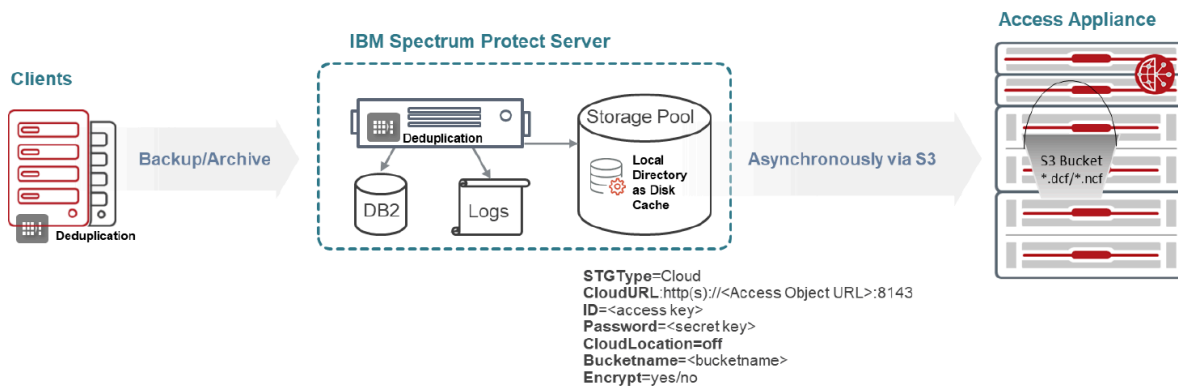 Clients
Deduplication
Backup/Archive
IBM Spectrum Protect Server
Deduplication
DB2
Logs
Storage Pool
Local
Directory
as Disk
Cache
Asynchronously via S3
Access Appliance
S3 Bucket
*.dcf/*.ncf
STGType=Cloud
CloudURL:http(s)://<Access Object URL>:8143
ID=<access key>
Password=<secret key>
CloudLocation=off
Bucketname=<bucketname>
Encrypt=yes/no